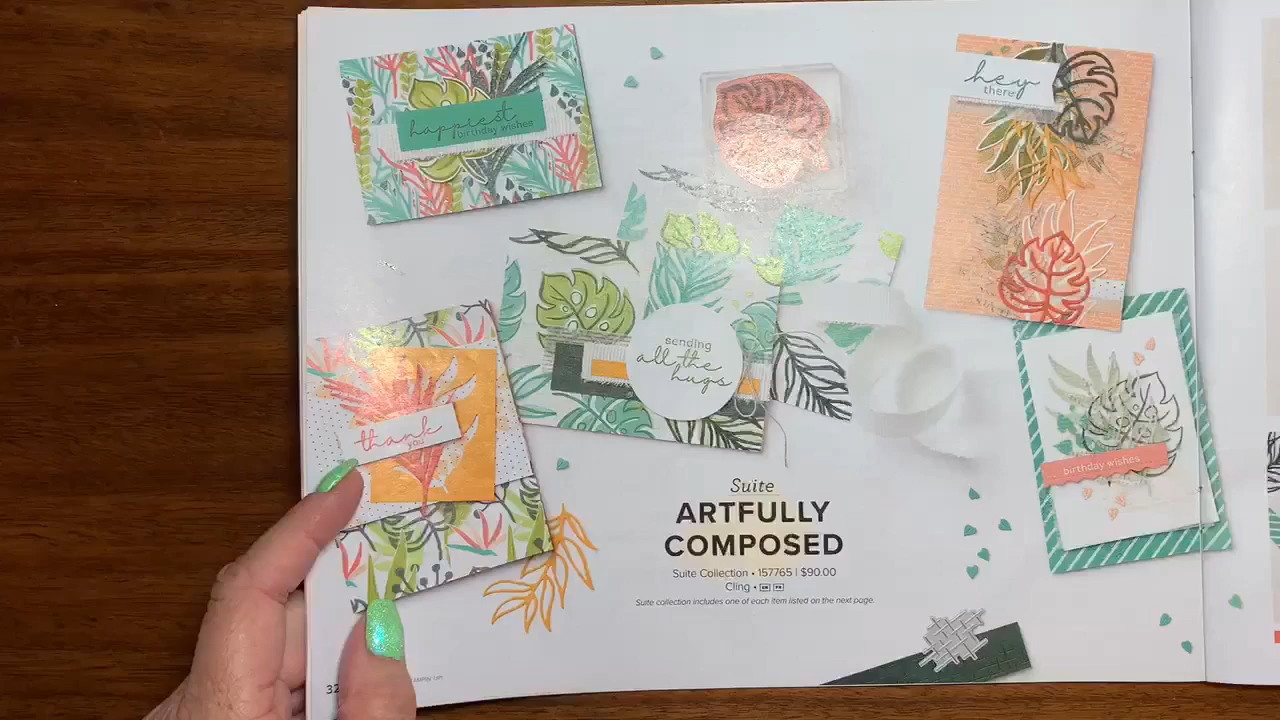 happiest
birthday wishes
hey
there
sending
all the
hugs
thank
you
birthday wishes
Suite
ARTFULLY
COMPOSED
Suite Collection • 157765 | $90.00
Cling •
Suite collection includes one of each item listed on the next page.
32